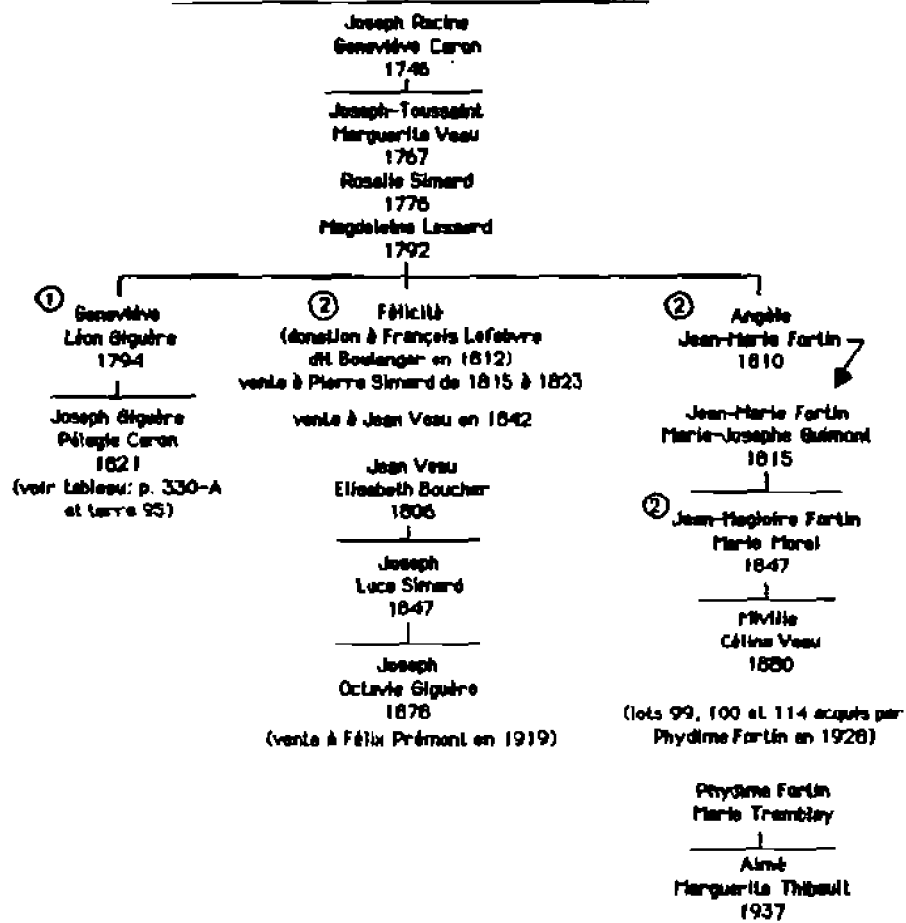 Joseph Racine
Geneviève Caron
1746
Joseph-Toussaint
Marguerite Veau
1767
Rosalie Simard
1776
Magdeleine Lessard
1792
① Geneviève
Léon Giguère
1794
Joseph Giguère
Pélagie Caron
1821
(voir tableau: p. 330-A
et terre 95)
② Félicité
(donation à François Lefebvre
dit Boulanger en 1812)
vente à Pierre Simard de 1815 à 1823
vente à Jean Veau en 1842
Jean Veau
Elisabeth Boucher
1806
Joseph
Luce Simard
1847
Joseph
Octavie Giguère
1878
(vente à Félix Prémont en 1919)
② Angèle
Jean-Marie Fortin
1810
Jean-Marie Fortin
Marie-Josephe Guimont
1815
② Jean-Magloire Fortin
Marie Morel
1847
Miville
Célina Veau
1880
(lots 99, 100 et 114 acquis par
Phydime Fortin en 1928)
Phydime Fortin
Marie Tremblay
Aimé
Marguerite Thibault
1937